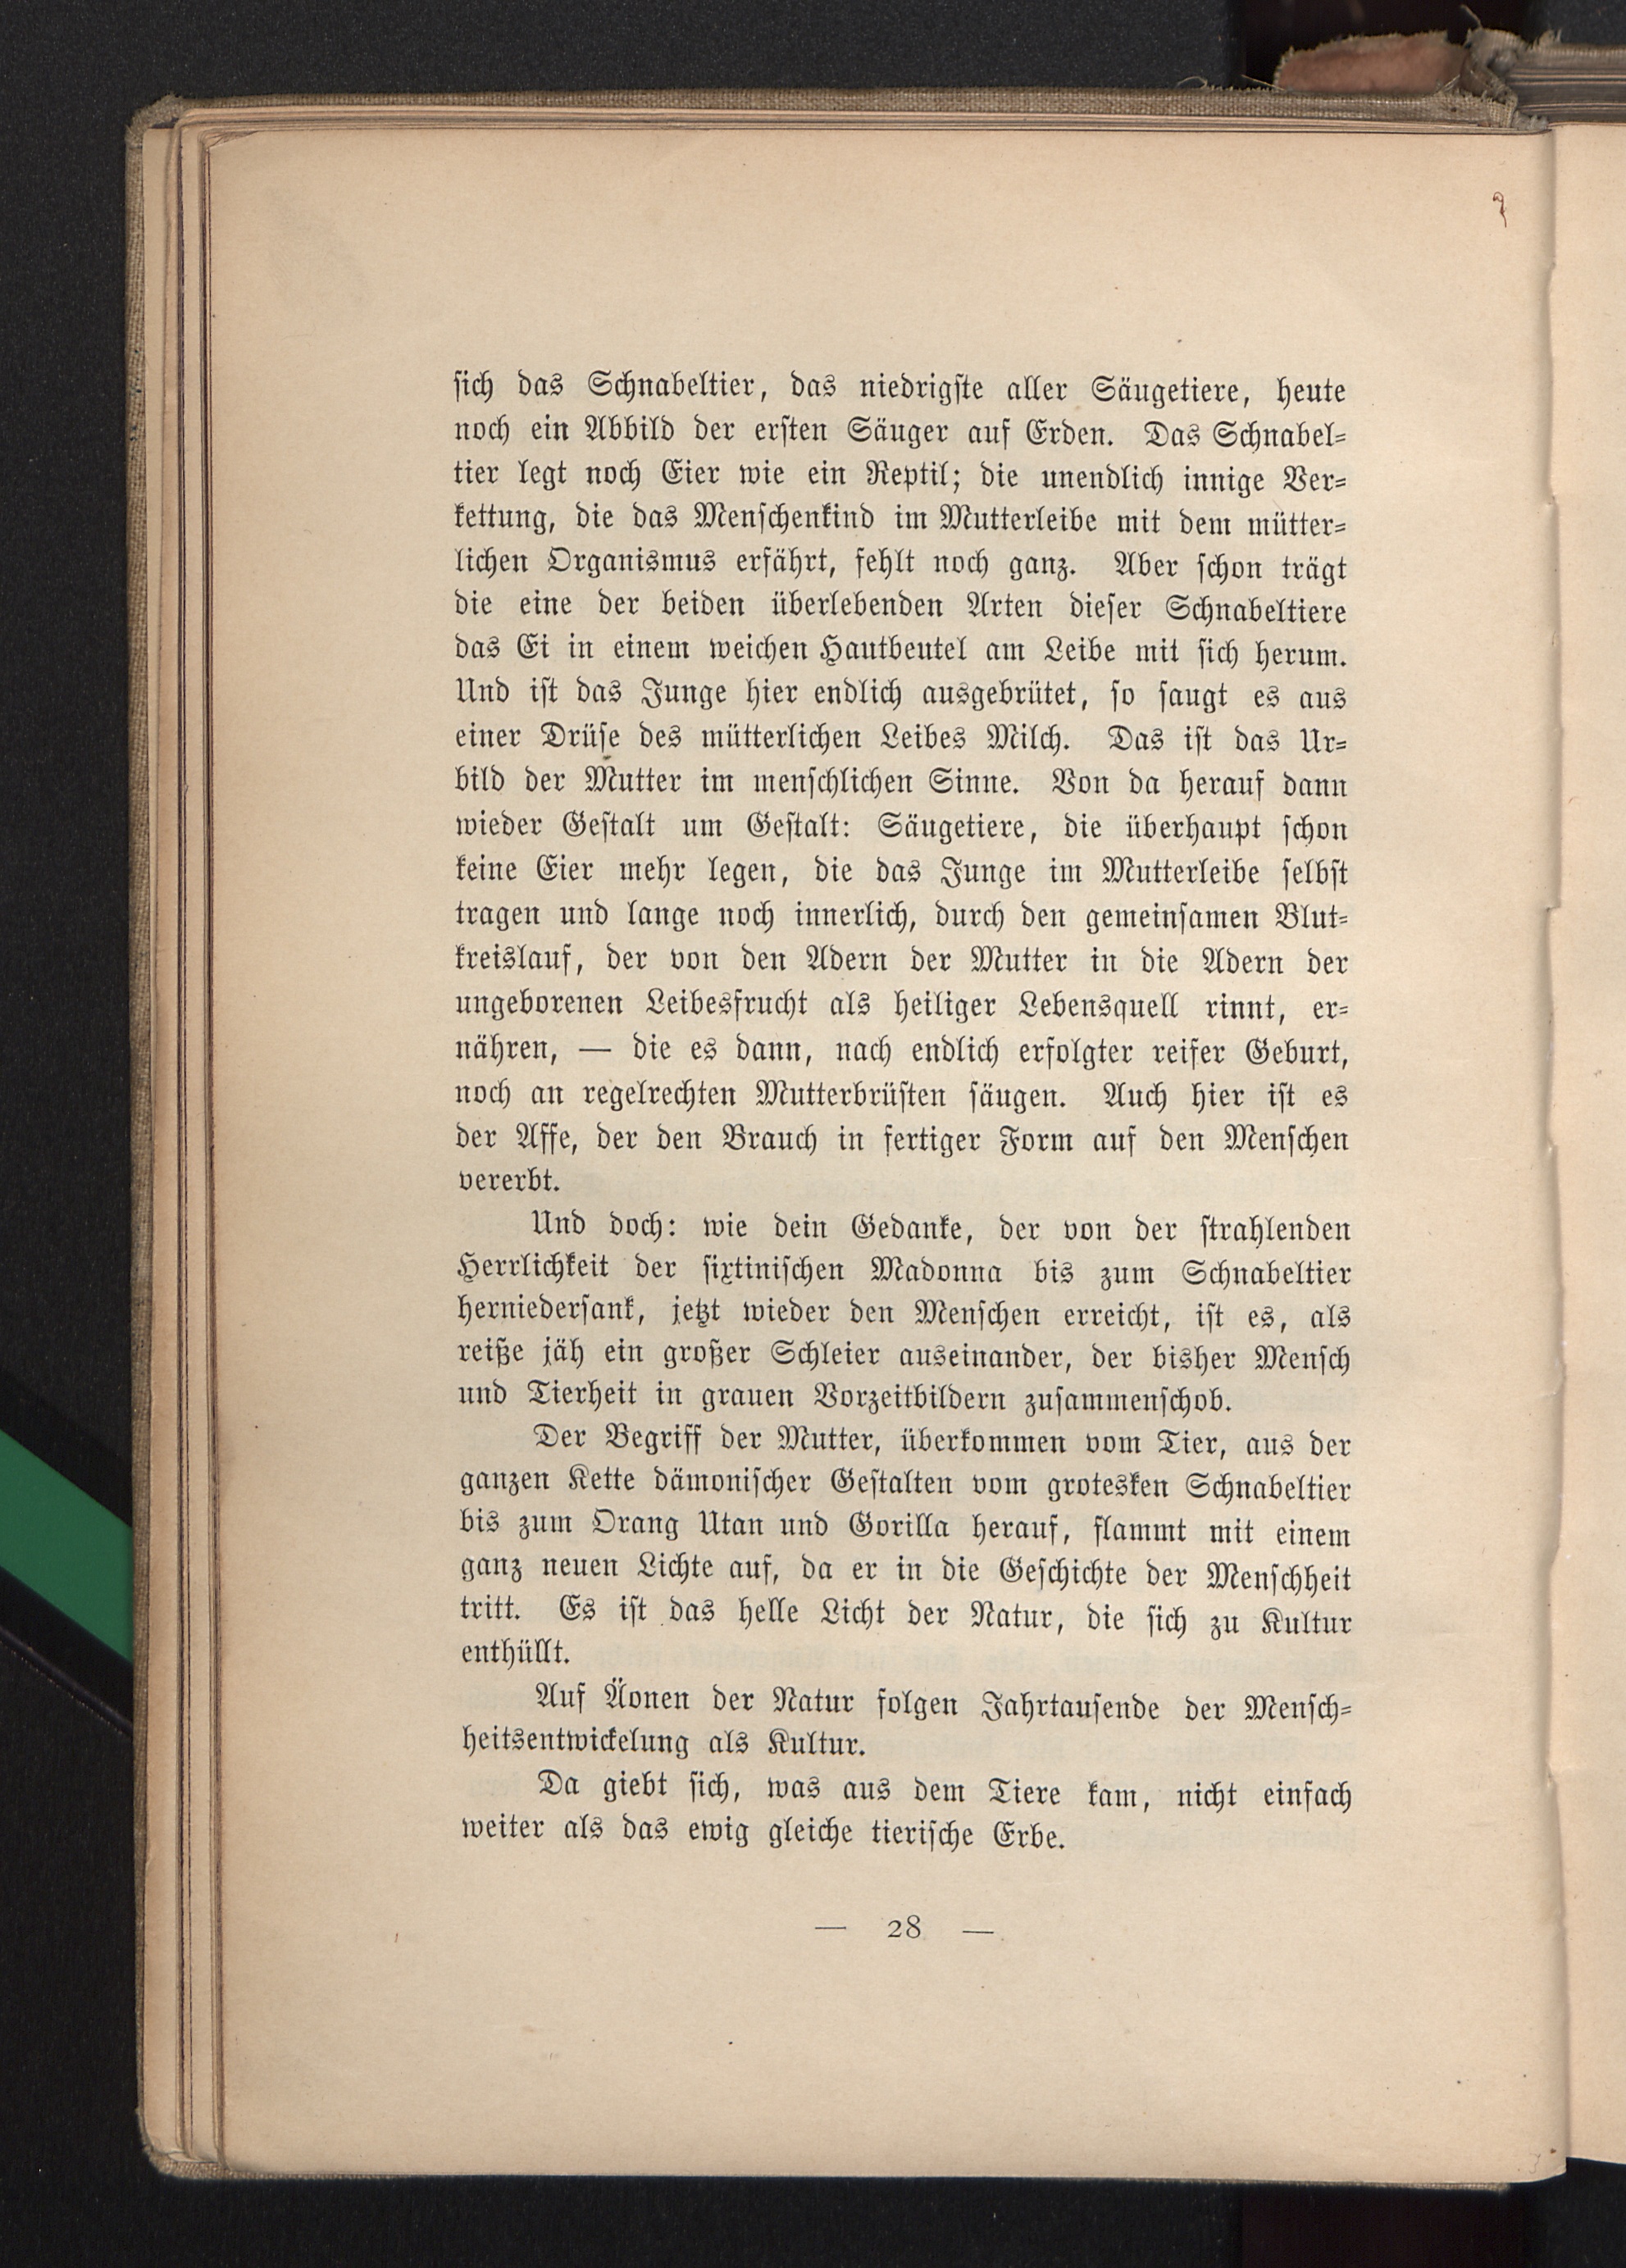 sich das Schnabeltier, das niedrigste aller Säugetiere, heute
noch ein Abbild der ersten Säuger auf Erden. Das Schnabel-
tier legt noch Eier wie ein Reptil; die unendlich innige Ver-
kettung, die das Menschenkind im Mutterleibe mit dem mütter-
lichen Organismus erfährt, fehlt noch ganz. Aber schon trägt
die eine der beiden überlebenden Arten dieser Schnabeltiere
das Ei in einem weichen Hautbeutel am Leibe mit sich herum.
Und ist das Junge hier endlich ausgebrütet, so saugt es aus
einer Drüse des mütterlichen Leibes Milch. Das ist das Ur-
bild der Mutter im menschlichen Sinne. Von da herauf dann
wieder Gestalt um Gestalt: Säugetiere, die überhaupt schon
keine Eier mehr legen, die das Junge im Mutterleibe selbst
tragen und lange noch innerlich, durch den gemeinsamen Blut-
kreislauf, der von den Adern der Mutter in die Adern der
ungeborenen Leibesfrucht als heiliger Lebensquell rinnt, er-
nähren, — die es dann, nach endlich erfolgter reifer Geburt,
noch an regelrechten Mutterbrüsten säugen. Auch hier ist es
der Affe, der den Brauch in fertiger Form auf den Menschen
vererbt.
Und doch: wie dein Gedanke, der von der strahlenden
Herrlichkeit der sixtinischen Madonna bis zum Schnabeltier
herniedersank, jetzt wieder den Menschen erreicht, ist es, als
reiße jäh ein großer Schleier auseinander, der bisher Mensch
und Tierheit in grauen Vorzeitbildern zusammenschob.
Der Begriff der Mutter, überkommen vom Tier, aus der
ganzen Kette dämonischer Gestalten vom grotesken Schnabeltier
bis zum Orang Utan und Gorilla herauf, flammt mit einem
ganz neuen Lichte auf, da er in die Geschichte der Menschheit
tritt. Es ist das helle Licht der Natur, die sich zu Kultur
enthüllt.
Auf Äonen der Natur folgen Jahrtausende der Mensch-
heitsentwickelung als Kultur.
Da giebt sich, was aus dem Tiere kam, nicht einfach
weiter als das ewig gleiche tierische Erbe.
— 28 —